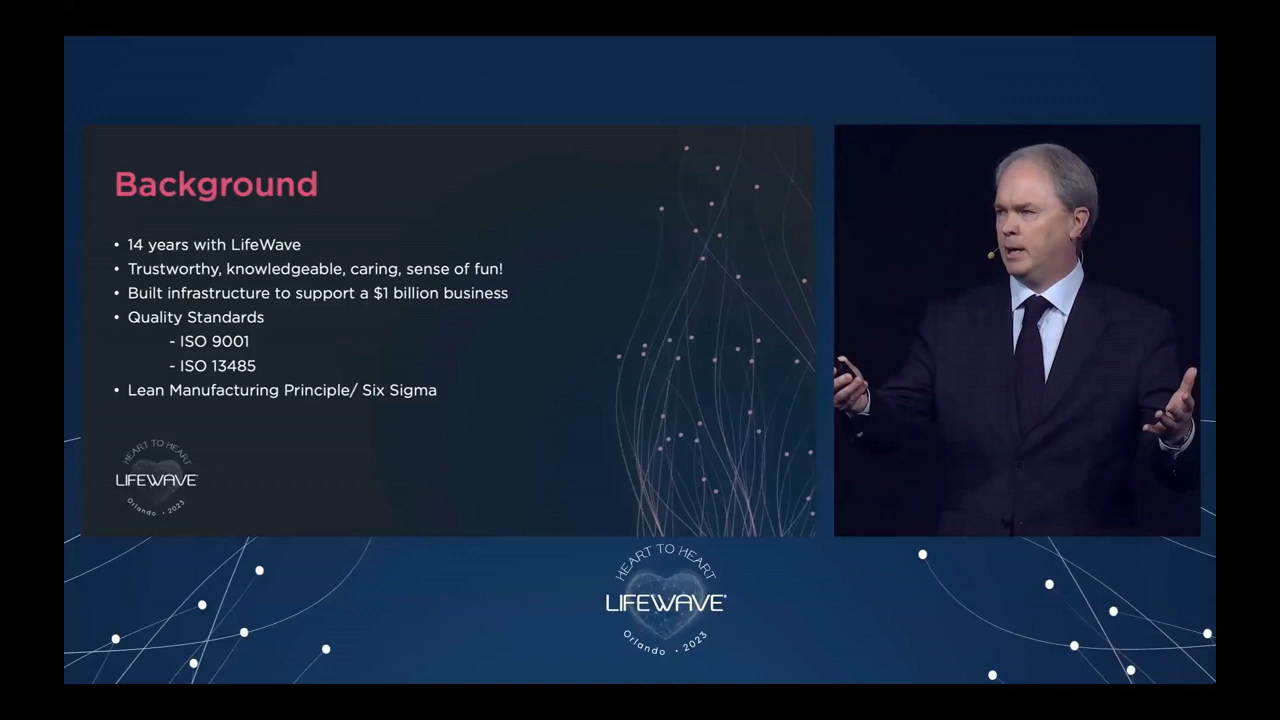 Background
• 14 years with LifeWave
• Trustworthy, knowledgeable, caring, sense of fun!
• Built infrastructure to support a $1 billion business
• Quality Standards
- ISO 9001
- ISO 13485
• Lean Manufacturing Principle/ Six Sigma
HEART TO HEART
LIFEWAVE®
Orlando • 2023
HEART TO HEART
LIFEWAVE®
Orlando • 2023